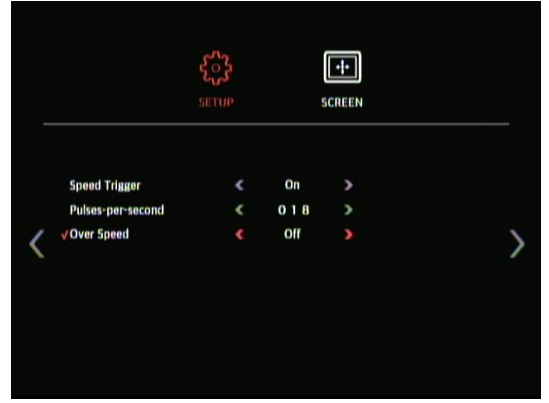 SETUP SCREEN
Speed Trigger On
Pulses-per-second 0 1 8
Over Speed Off